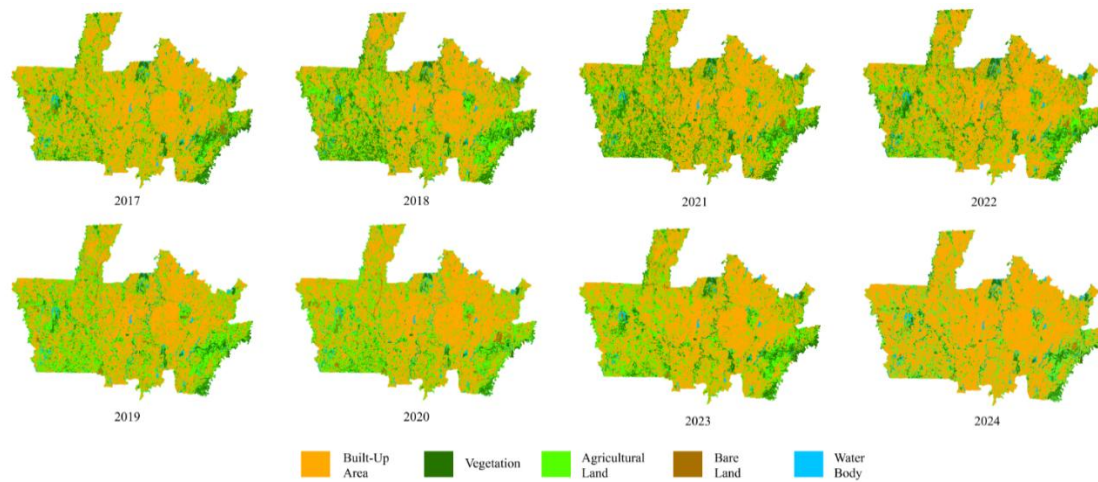 2017
2018
2021
2022
2019
2020
2023
2024
Built-Up
Area
Vegetation
Agricultural
Land
Bare
Land
Water
Body